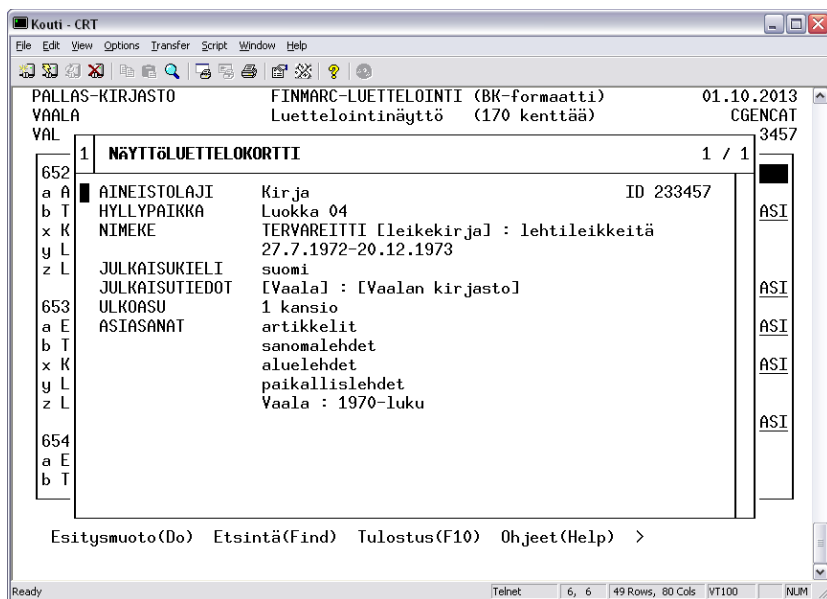 Kouti - CRT
File Edit View Options Transfer Script Window Help
PALLAS-KIRJASTO FINMARC-LUETTELOINTI (BK-formaatti) 01.10.2013
VAALA Luettelointinäyttö (170 kenttää) CGENCAT
VAL 3457
1 NäYTTöLUETTELOKORTTI 1 / 1
652
a A AINEISTOLAJI Kirja ID 233457
b T HYLLYPAIKKA Luokka 04 ASI
x K NIMEKE TERVAREITTI [leikekirja] : lehtileikkeitä
y L 27.7.1972-20.12.1973
z L JULKAISUKIELI suomi
JULKAISUTIEDOT [Vaala] : [Vaalan kirjasto] ASI
653 ULKOASU 1 kansio
a E ASIASANAT artikkelit ASI
b T sanomalehdet
x K aluelehdet ASI
y L paikallislehdet
z L Vaala : 1970-luku
ASI
654
a E
b T
Esitysmuoto(Do) Etsintä(Find) Tulostus(F10) Ohjeet(Help) >
Ready Telnet 6, 6 49 Rows, 80 Cols VT100 NUM